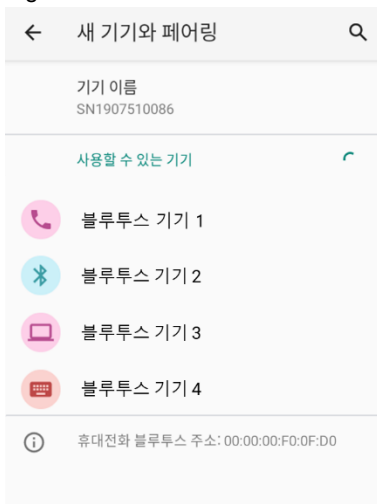 새 기기와 페어링
기기 이름
SN1907510086
사용할 수 있는 기기
블루투스 기기 1
블루투스 기기 2
블루투스 기기 3
블루투스 기기 4
휴대전화 블루투스 주소: 00:00:00:F0:0F:D0